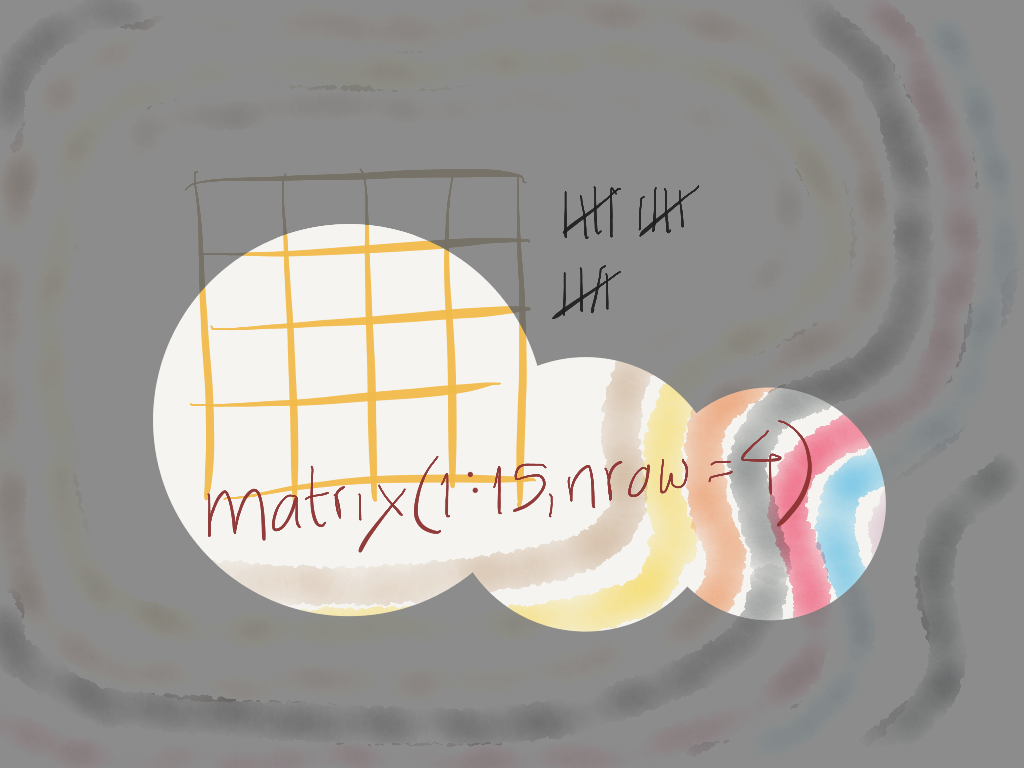 matrix(1:15, nrow = 4)